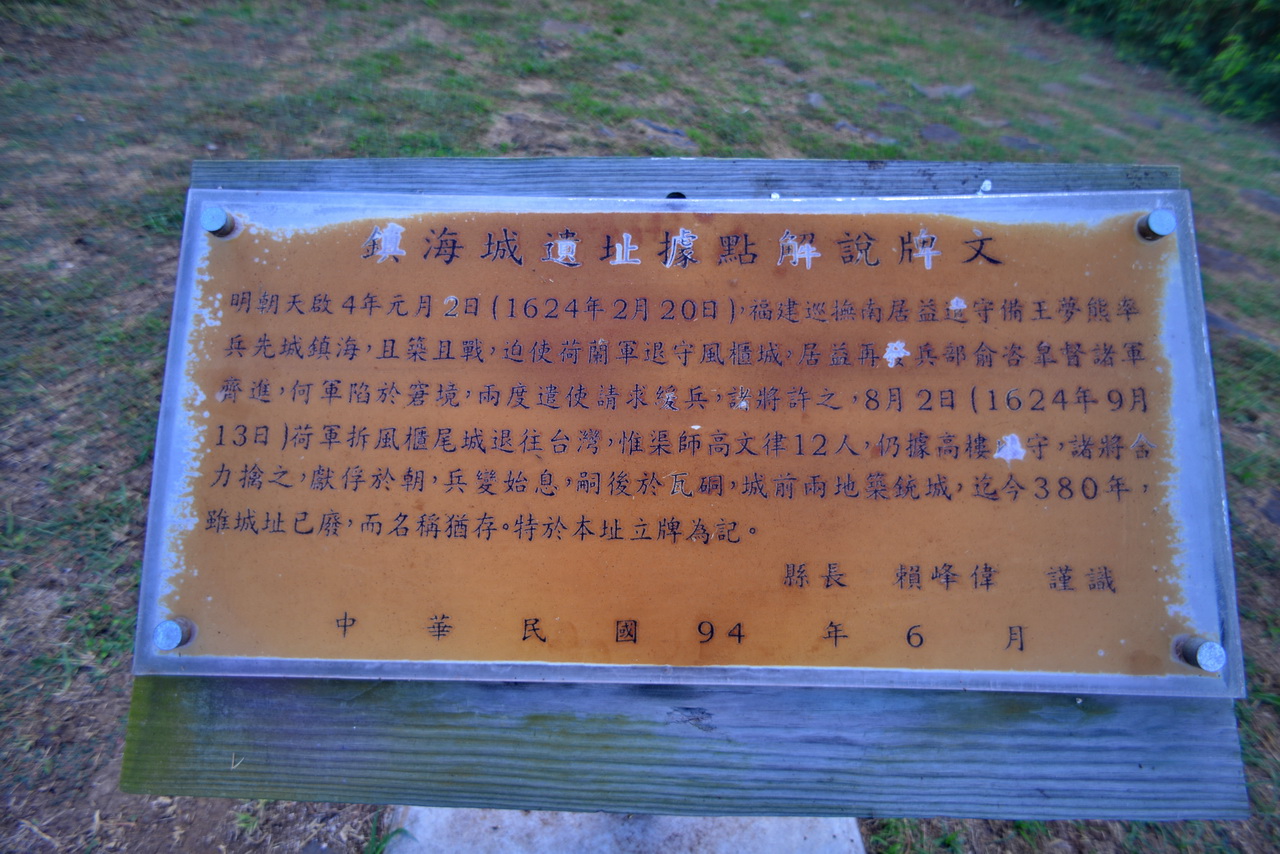 鎮海城遺址據點解說牌文
明朝天啟4年元月2日(1624年2月20日),福建巡撫南居益遣守備王夢熊率
兵先城鎮海,且築且戰,迫使荷蘭軍退守風櫃城,居益再 兵部俞咨皐督諸軍
齊進,何軍陷於窘境,兩度遣使請求緩兵,諸將許之,8月2日(1624年9月
13日)荷軍拆風櫃尾城退往台灣,惟渠師高文律12人,仍據高樓 守,諸將合
力擒之,獻俘於朝,兵變始息,嗣後於瓦硐,城前兩地築銃城,迄今380年,
雖城址已廢,而名稱猶存。特於本址立牌為記。
縣長 賴峰偉 謹識
中華民國94年6月